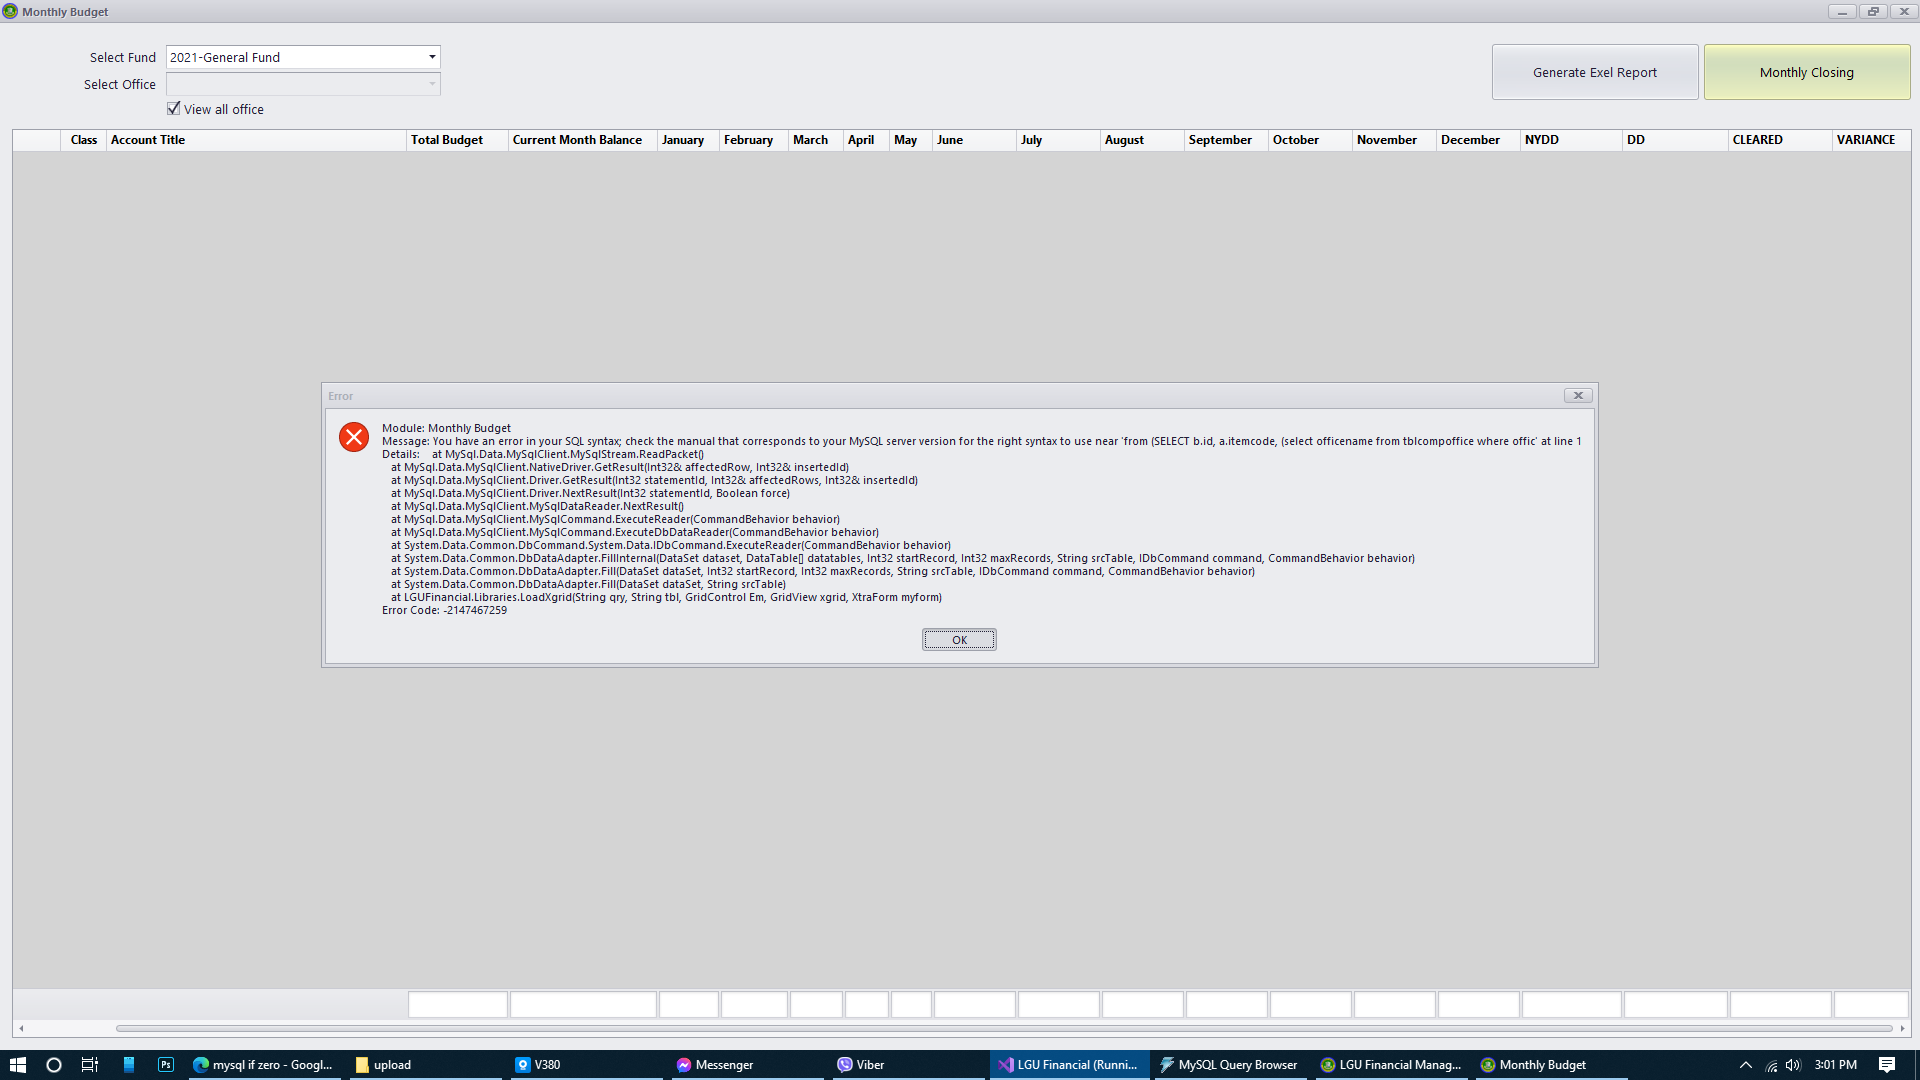 Monthly Budget
Select Fund 2021-General Fund
Select Office
View all office
Generate Exel Report
Monthly Closing
Class Account Title Total Budget Current Month Balance January February March April May June July August September October November December NYDD DD CLEARED VARIANCE
Error
Module: Monthly Budget
Message: You have an error in your SQL syntax; check the manual that corresponds to your MySQL server version for the right syntax to use near 'from (SELECT b.id, a.itemcode, (select officename from tblcompoffice where offic' at line 1
Details: at MySql.Data.MySqlClient.MySqlStream.ReadPacket()
at MySql.Data.MySqlClient.NativeDriver.GetResult(Int32& affectedRow, Int32& insertedId)
at MySql.Data.MySqlClient.Driver.GetResult(Int32 statementId, Int32& affectedRows, Int32& insertedId)
at MySql.Data.MySqlClient.Driver.NextResult(Int32 statementId, Boolean force)
at MySql.Data.MySqlClient.MySqlDataReader.NextResult()
at MySql.Data.MySqlClient.MySqlCommand.ExecuteReader(CommandBehavior behavior)
at MySql.Data.MySqlClient.MySqlCommand.ExecuteDbDataReader(CommandBehavior behavior)
at System.Data.Common.DbCommand.System.Data.IDbCommand.ExecuteReader(CommandBehavior behavior)
at System.Data.Common.DbDataAdapter.FillInternal(DataSet dataset, DataTable[] datatables, Int32 startRecord, Int32 maxRecords, String srcTable, IDbCommand command, CommandBehavior behavior)
at System.Data.Common.DbDataAdapter.Fill(DataSet dataSet, Int32 startRecord, Int32 maxRecords, String srcTable, IDbCommand command, CommandBehavior behavior)
at System.Data.Common.DbDataAdapter.Fill(DataSet dataSet, String srcTable)
at LGUFinancial.Libraries.LoadXgrid(String qry, String tbl, GridControl Em, GridView xgrid, XtraForm myform)
Error Code: -2147467259
OK
Ps mysql if zero - Googl... upload V380 Messenger Viber LGU Financial (Runni... MySQL Query Browser LGU Financial Manag... Monthly Budget 3:01 PM